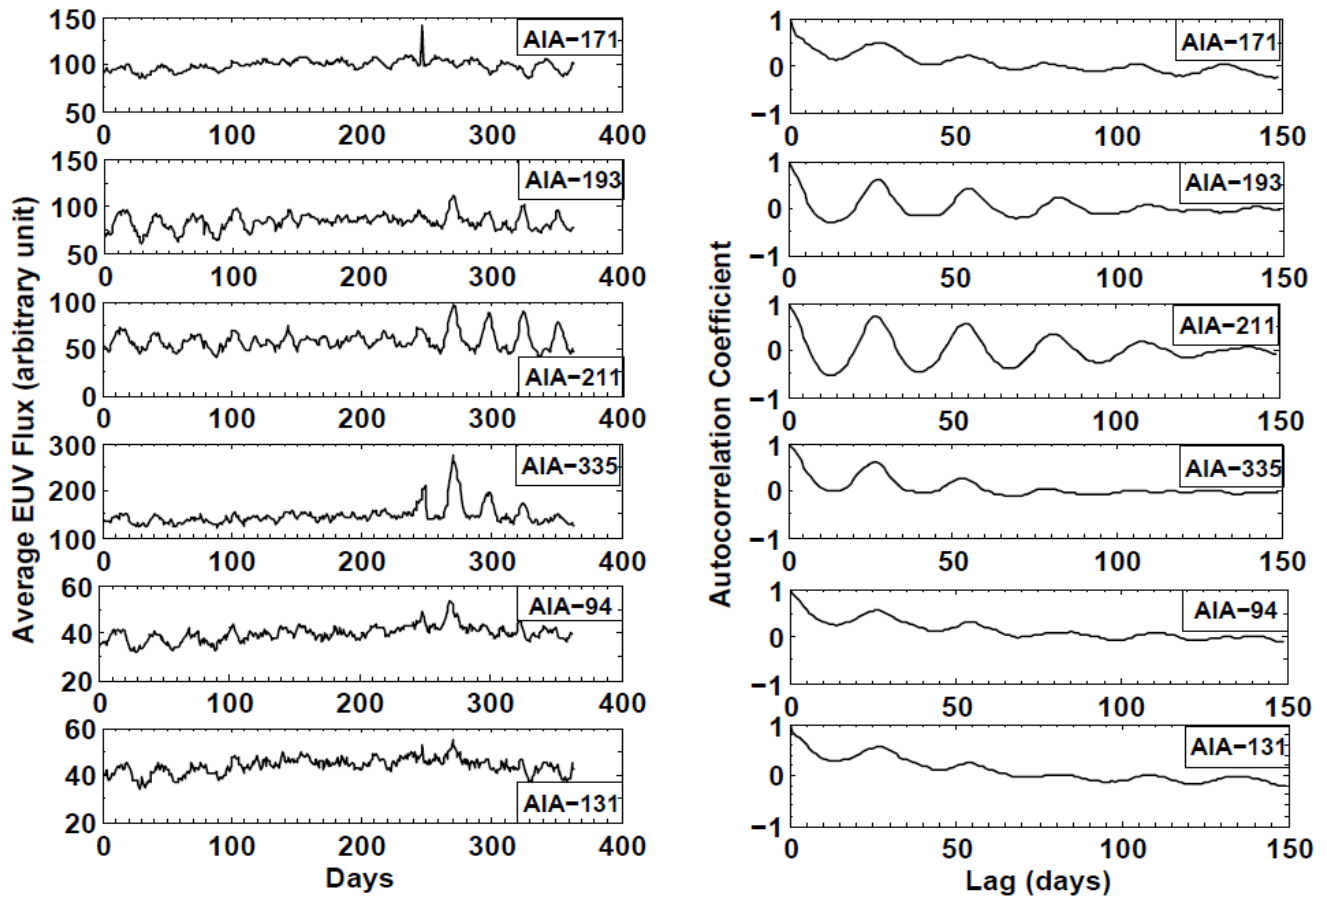 Average EUV Flux (arbitrary unit)
150
100
50
AIA−171
0 100 200 300 400
150
100
50
AIA−193
0 100 200 300 400
100
50
0
AIA−211
0 100 200 300 400
300
200
100
AIA−335
0 100 200 300 400
60
40
20
AIA−94
0 100 200 300 400
60
40
20
AIA−131
0 100 200 300 400
Days
Autocorrelation Coefficient
1
0
−1
AIA−171
0 50 100 150
1
0
−1
AIA−193
0 50 100 150
1
0
−1
AIA−211
0 50 100 150
1
0
−1
AIA−335
0 50 100 150
1
0
−1
AIA−94
0 50 100 150
1
0
−1
AIA−131
0 50 100 150
Lag (days)